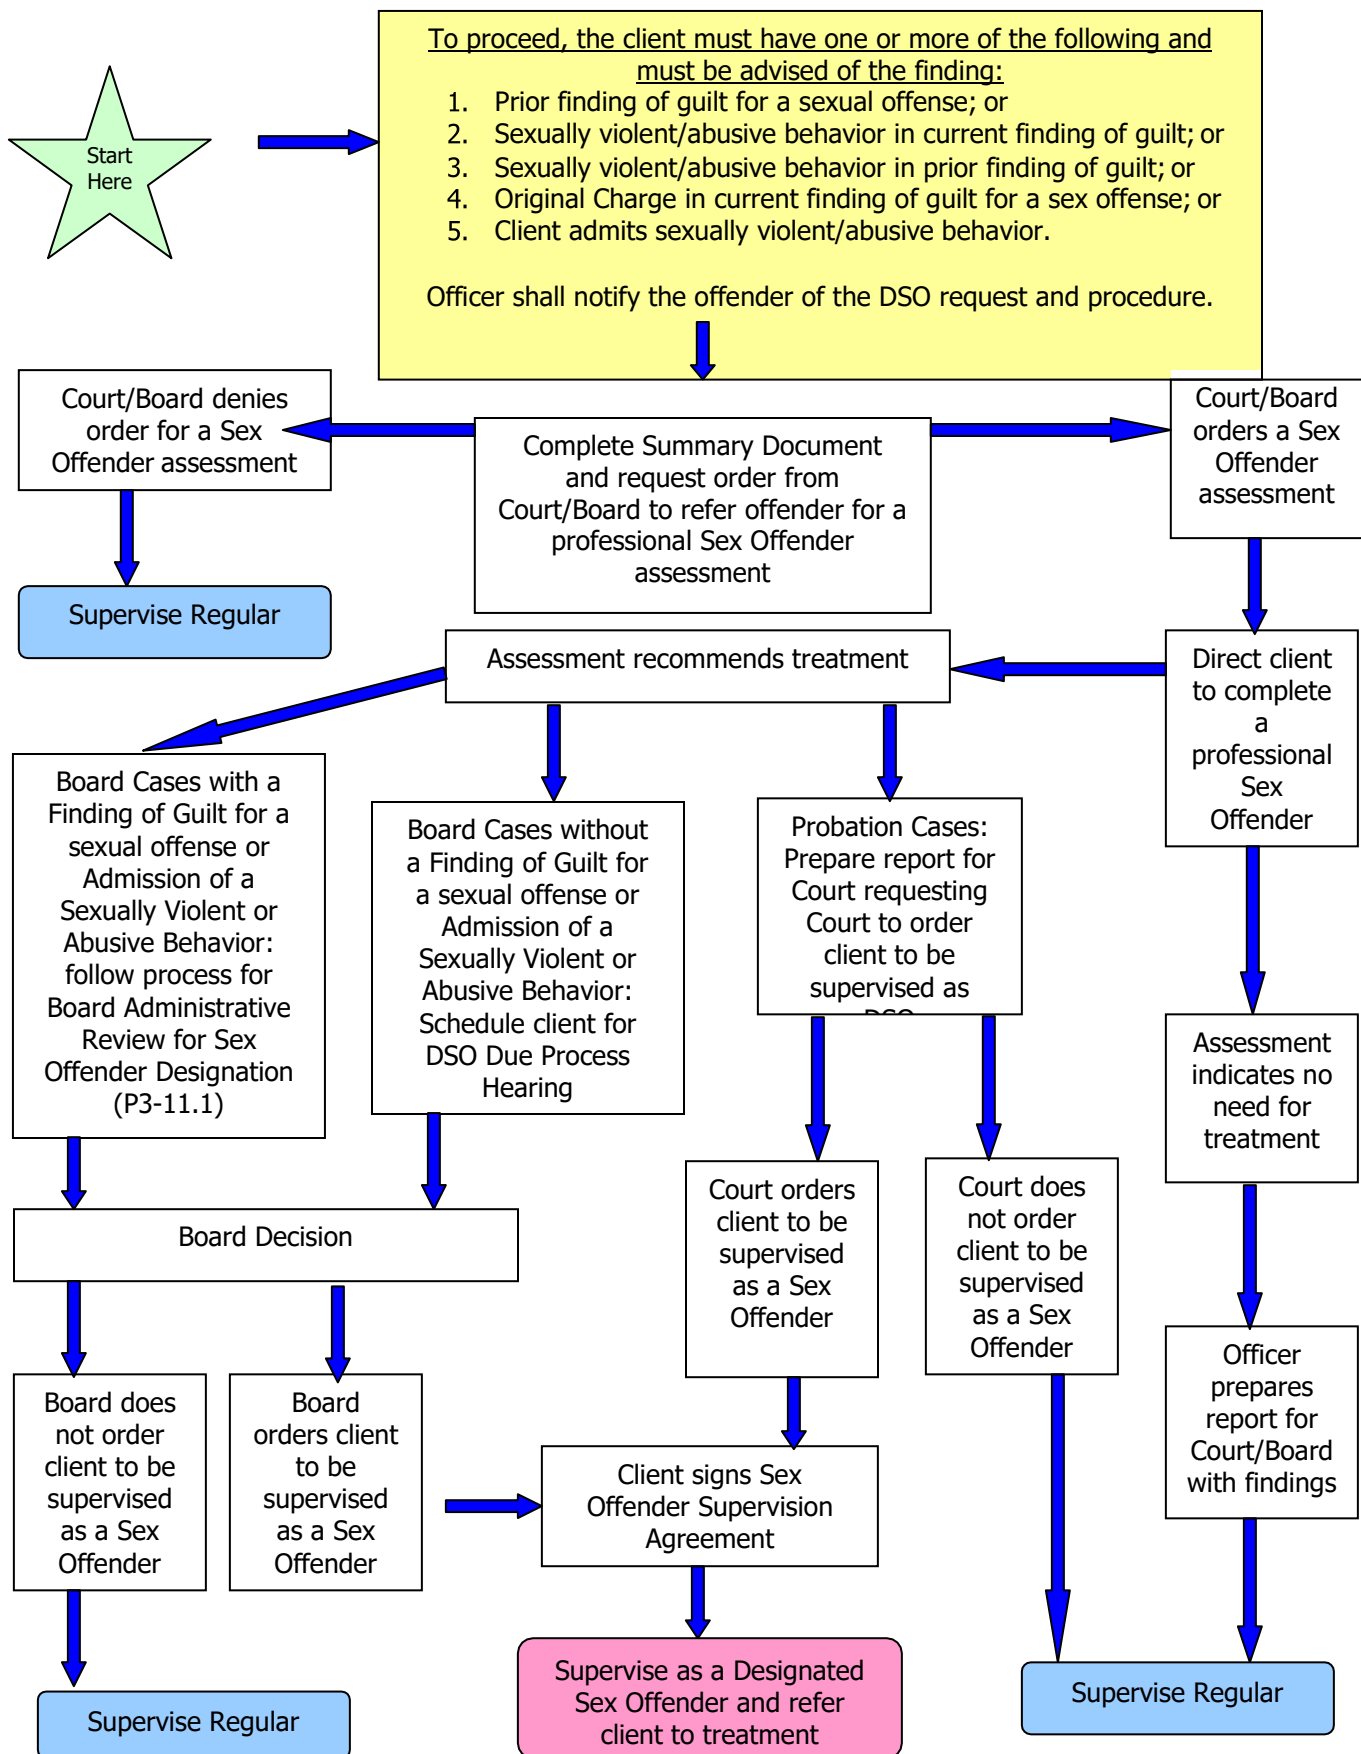 To proceed, the client must have one or more of the following and
must be advised of the finding:
1. Prior finding of guilt for a sexual offense; or
2. Sexually violent/abusive behavior in current finding of guilt; or
3. Sexually violent/abusive behavior in prior finding of guilt; or
4. Original Charge in current finding of guilt for a sex offense; or
5. Client admits sexually violent/abusive behavior.
Officer shall notify the offender of the DSO request and procedure.
Start
Here
Court/Board denies
order for a Sex
Offender assessment
Complete Summary Document
and request order from
Court/Board to refer offender for a
professional Sex Offender
assessment
Court/Board
orders a Sex
Offender
assessment
Supervise Regular
Assessment recommends treatment
Direct client
to complete
a
professional
Sex
Offender
Board Cases with a
Finding of Guilt for a
sexual offense or
Admission of a
Sexually Violent or
Abusive Behavior:
follow process for
Board Administrative
Review for Sex
Offender Designation
(P3-11.1)
Board Cases without
a Finding of Guilt for
a sexual offense or
Admission of a
Sexually Violent or
Abusive Behavior:
Schedule client for
DSO Due Process
Hearing
Probation Cases:
Prepare report for
Court requesting
Court to order
client to be
supervised as
DSO
Assessment
indicates no
need for
treatment
Court orders
client to be
supervised
as a Sex
Offender
Court does
not order
client to be
supervised
as a Sex
Offender
Board Decision
Officer
prepares
report for
Court/Board
with findings
Board does
not order
client to be
supervised
as a Sex
Offender
Board
orders client
to be
supervised
as a Sex
Offender
Client signs Sex
Offender Supervision
Agreement
Supervise Regular
Supervise as a Designated
Sex Offender and refer
client to treatment
Supervise Regular